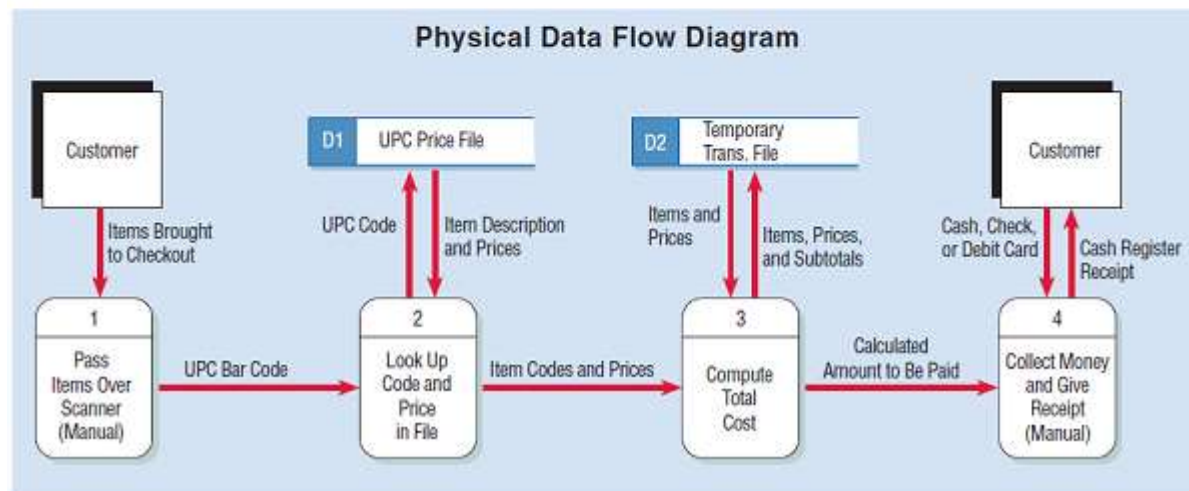 Physical Data Flow Diagram
Customer
D1
UPC Price File
D2
Temporary
Trans. File
Customer
Items Brought
to Checkout
UPC Code
Item Description
and Prices
Items and
Prices
Items, Prices,
and Subtotals
Cash, Check,
or Debit Card
Cash Register
Receipt
1
Pass
Items Over
Scanner
(Manual)
UPC Bar Code
2
Look Up
Code and
Price
in File
Item Codes and Prices
3
Compute
Total
Cost
Calculated
Amount to Be Paid
4
Collect Money
and Give
Receipt
(Manual)